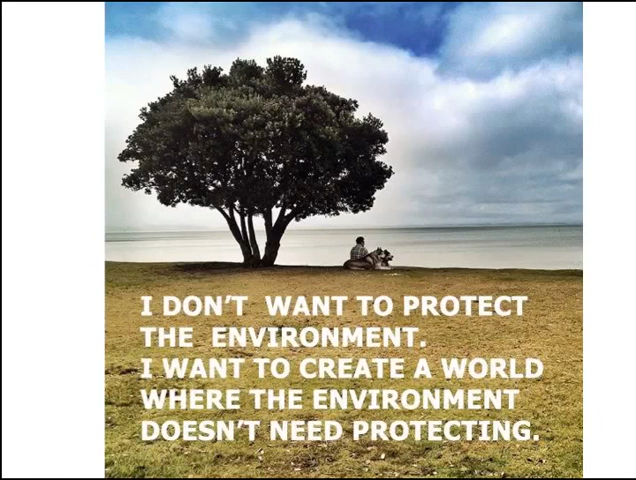 I DON'T WANT TO PROTECT
THE ENVIRONMENT.
I WANT TO CREATE A WORLD
WHERE THE ENVIRONMENT
DOESN'T NEED PROTECTING.